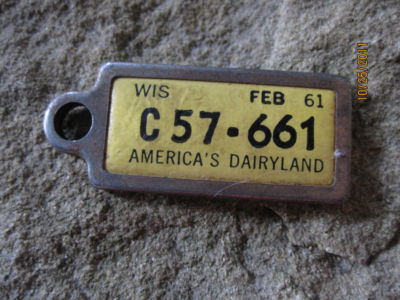 WIS FEB 61
C 57·661
AMERICA'S DAIRYLAND
10/25/2011